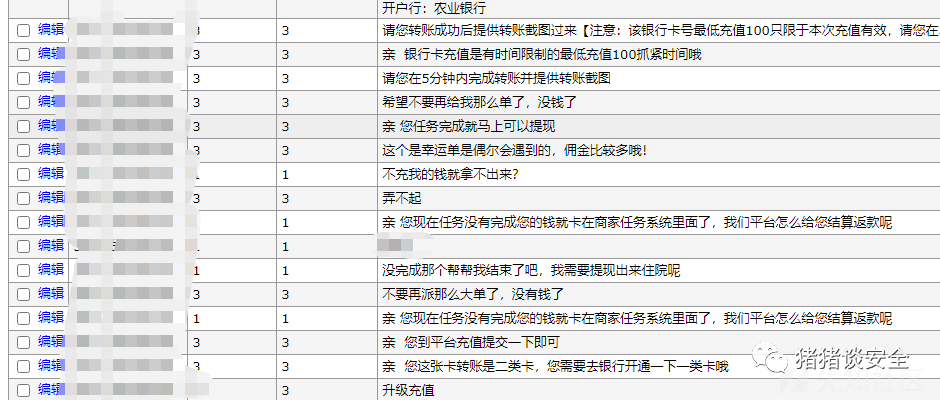 开户行：农业银行
编辑 3 3 请您转账成功后提供转账截图过来【注意：该银行卡号最低充值100只限于本次充值有效，请您在
编辑 3 3 亲 银行卡充值是有时间限制的最低充值100抓紧时间哦
编辑 3 3 请您在5分钟内完成转账并提供转账截图
编辑 3 3 希望不要再给我那么单了，没钱了
编辑 3 3 亲 您任务完成就马上可以提现
编辑 3 3 这个是幸运单是偶尔会遇到的，佣金比较多哦!
编辑 1 1 不充我的钱就拿不出来?
编辑 3 3 弄不起
编辑 1 亲 您现在任务没有完成您的钱就卡在商家任务系统里面了，我们平台怎么给您结算返款呢
编辑 1 1
编辑 1 1 没完成那个帮帮我结束了吧，我需要提现出来住院呢
编辑 3 3 不要再派那么大单了，没有钱了
编辑 1 1 亲 您现在任务没有完成您的钱就卡在商家任务系统里面了，我们平台怎么给您结算返款呢
编辑 3 3 亲 您到平台充值提交一下即可
编辑 3 3 亲 您这张卡转账是二类卡，您需要去银行开通一下一类卡哦
编辑 3 升级充值
猪猪谈安全